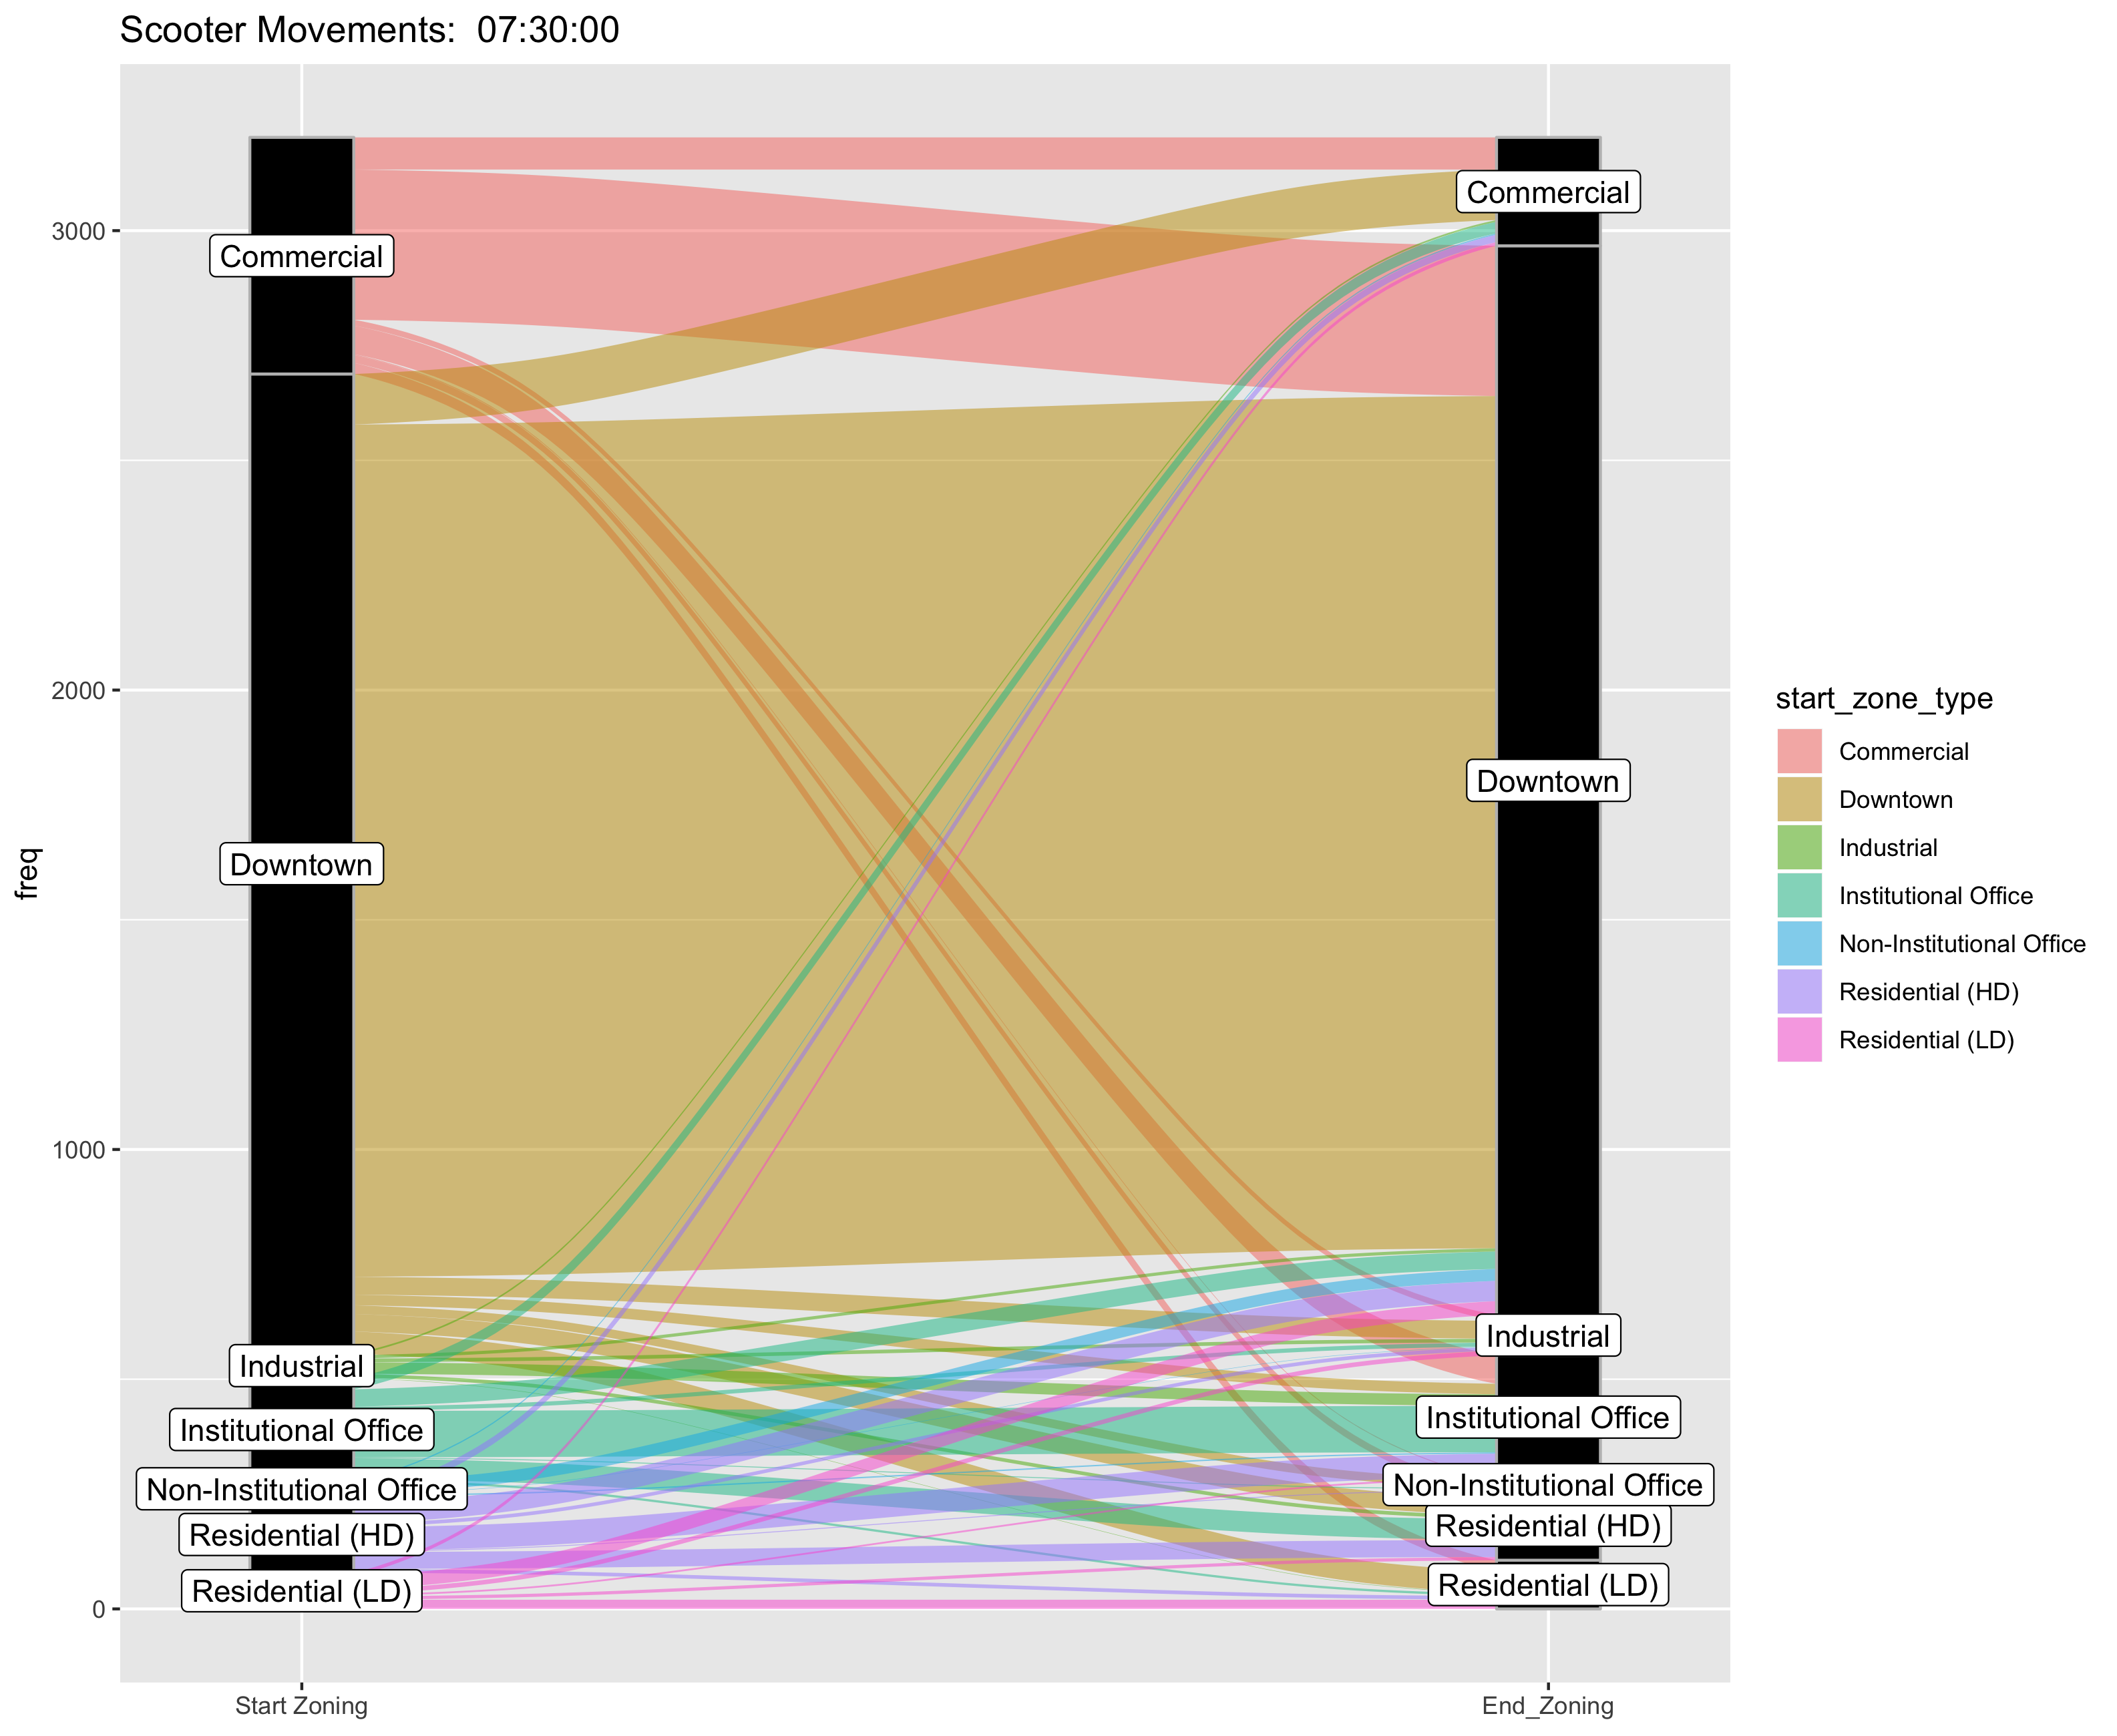 Scooter Movements:  07:30:00
freq
3000
2000
1000
0
Commercial
Downtown
Industrial
Institutional Office
Non-Institutional Office
Residential (HD)
Residential (LD)
Commercial
Downtown
Industrial
Institutional Office
Non-Institutional Office
Residential (HD)
Residential (LD)
Start Zoning
End_Zoning
start_zone_type
Commercial
Downtown
Industrial
Institutional Office
Non-Institutional Office
Residential (HD)
Residential (LD)